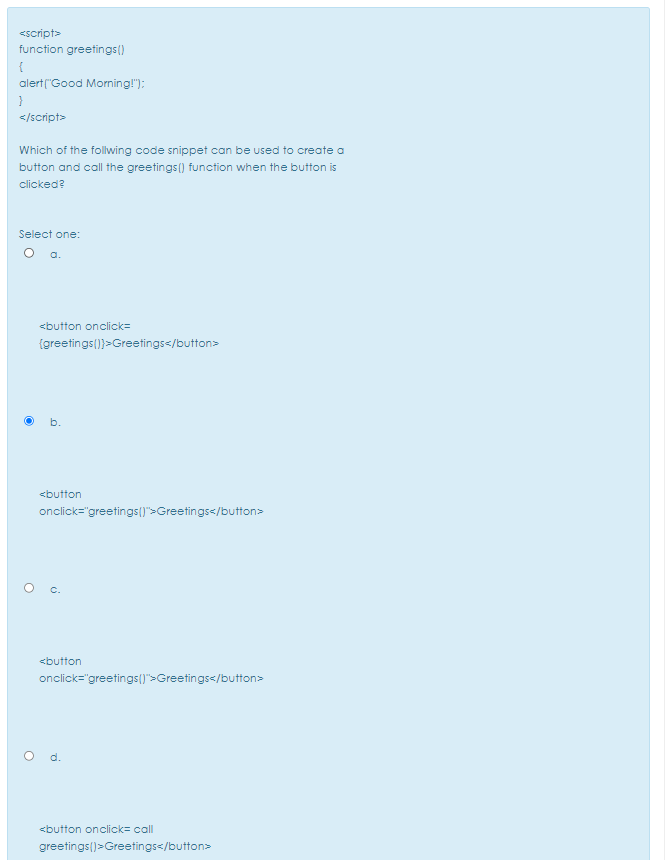 <script>
function greetings()
{
alert("Good Morning!");
}
</script>
Which of the follwing code snippet can be used to create a
button and call the greetings() function when the button is
clicked?
Select one:
a.
<button onclick=
{greetings()}>Greetings</button>
b.
<button
onclick="greetings()">Greetings</button>
c.
<button
onclick="greetings()">Greetings</button>
d.
<button onclick= call
greetings()>Greetings</button>